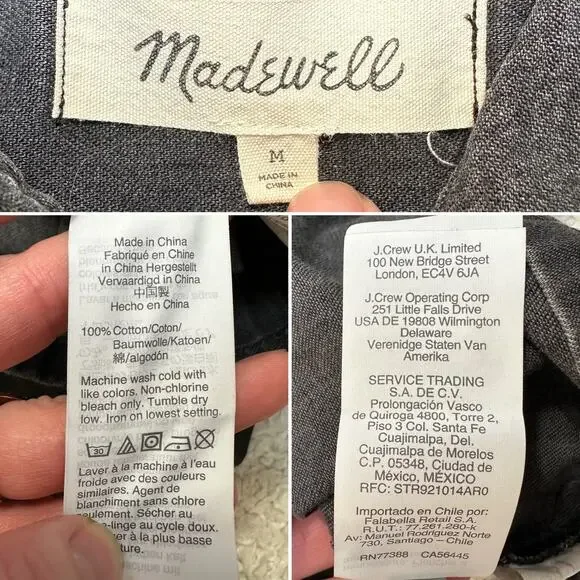 Madewell
M
MADE IN
CHINA
Made in China
Fabriqué en Chine
in China Hergestellt
Vervaardigd in China
中国製
Hecho en China
100% Cotton/Coton/
Baumwolle/Katoen/
綿/algodón
Machine wash cold with
like colors. Non-chlorine
bleach only. Tumble dry
low. Iron on lowest setting.
30
Laver à la machine à l'eau
froide avec des couleurs
similaires. Agent de
blanchiment sans chlore
seulement. Sécher au
-linge au cycle doux.
r à la plus basse
ture.
J.Crew U.K. Limited
100 New Bridge Street
London, EC4V 6JA
J.Crew Operating Corp
251 Little Falls Drive
USA DE 19808 Wilmington
Delaware
Verenidge Staten Van
Amerika
SERVICE TRADING
S.A. DE C.V.
Prolongación Vasco
de Quiroga 4800, Torre 2,
Piso 3 Col. Santa Fe
Cuajimalpa, Del.
Cuajimalpa de Morelos
C.P. 05348, Ciudad de
México, MÉXICO
RFC: STR921014AR0
Importado en Chile por:
Falabella Retail S.A.
R.U.T.: 77.261.280-k
Av: Manuel Rodríguez Norte
730, Santiago - Chile
RN77388 CA56445